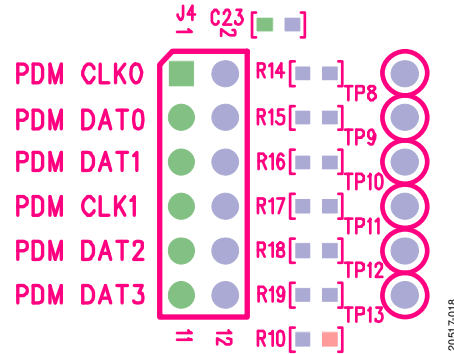 J4 C23
1 2
PDM CLK0 R14 TP8
PDM DAT0 R15 TP9
PDM DAT1 R16 TP10
PDM CLK1 R17 TP11
PDM DAT2 R18 TP12
PDM DAT3 R19 TP13
11 12 R10
20517-018